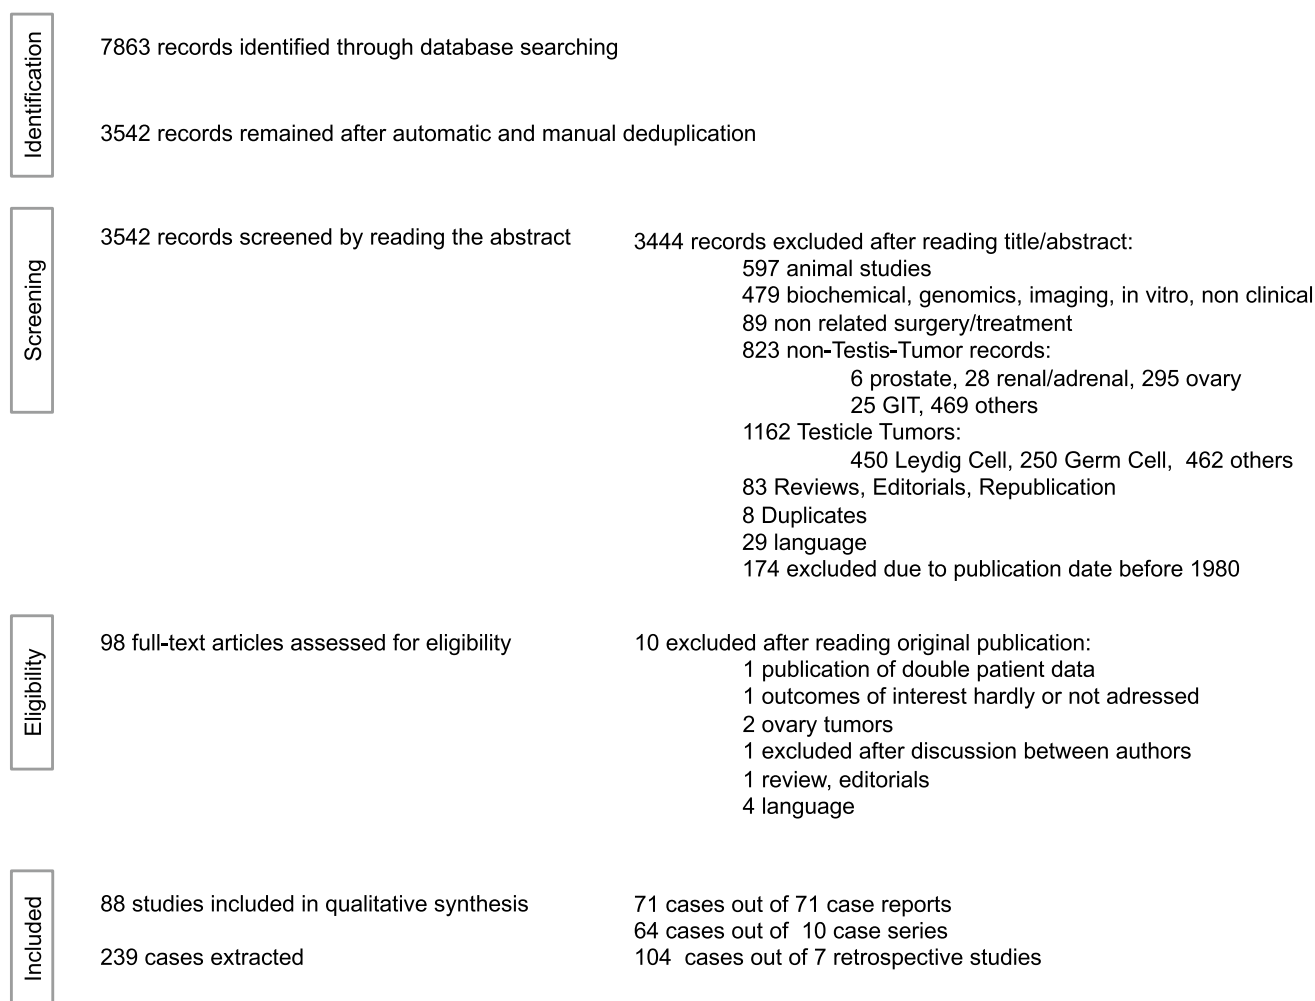 Identification
7863 records identified through database searching
3542 records remained after automatic and manual deduplication
Screening
3542 records screened by reading the abstract
3444 records excluded after reading title/abstract:
597 animal studies
479 biochemical, genomics, imaging, in vitro, non clinical
89 non related surgery/treatment
823 non-Testis-Tumor records:
6 prostate, 28 renal/adrenal, 295 ovary
25 GIT, 469 others
1162 Testicle Tumors:
450 Leydig Cell, 250 Germ Cell, 462 others
83 Reviews, Editorials, Republication
8 Duplicates
29 language
174 excluded due to publication date before 1980
Eligibility
98 full-text articles assessed for eligibility
10 excluded after reading original publication:
1 publication of double patient data
1 outcomes of interest hardly or not adressed
2 ovary tumors
1 excluded after discussion between authors
1 review, editorials
4 language
Included
88 studies included in qualitative synthesis
239 cases extracted
71 cases out of 71 case reports
64 cases out of 10 case series
104 cases out of 7 retrospective studies